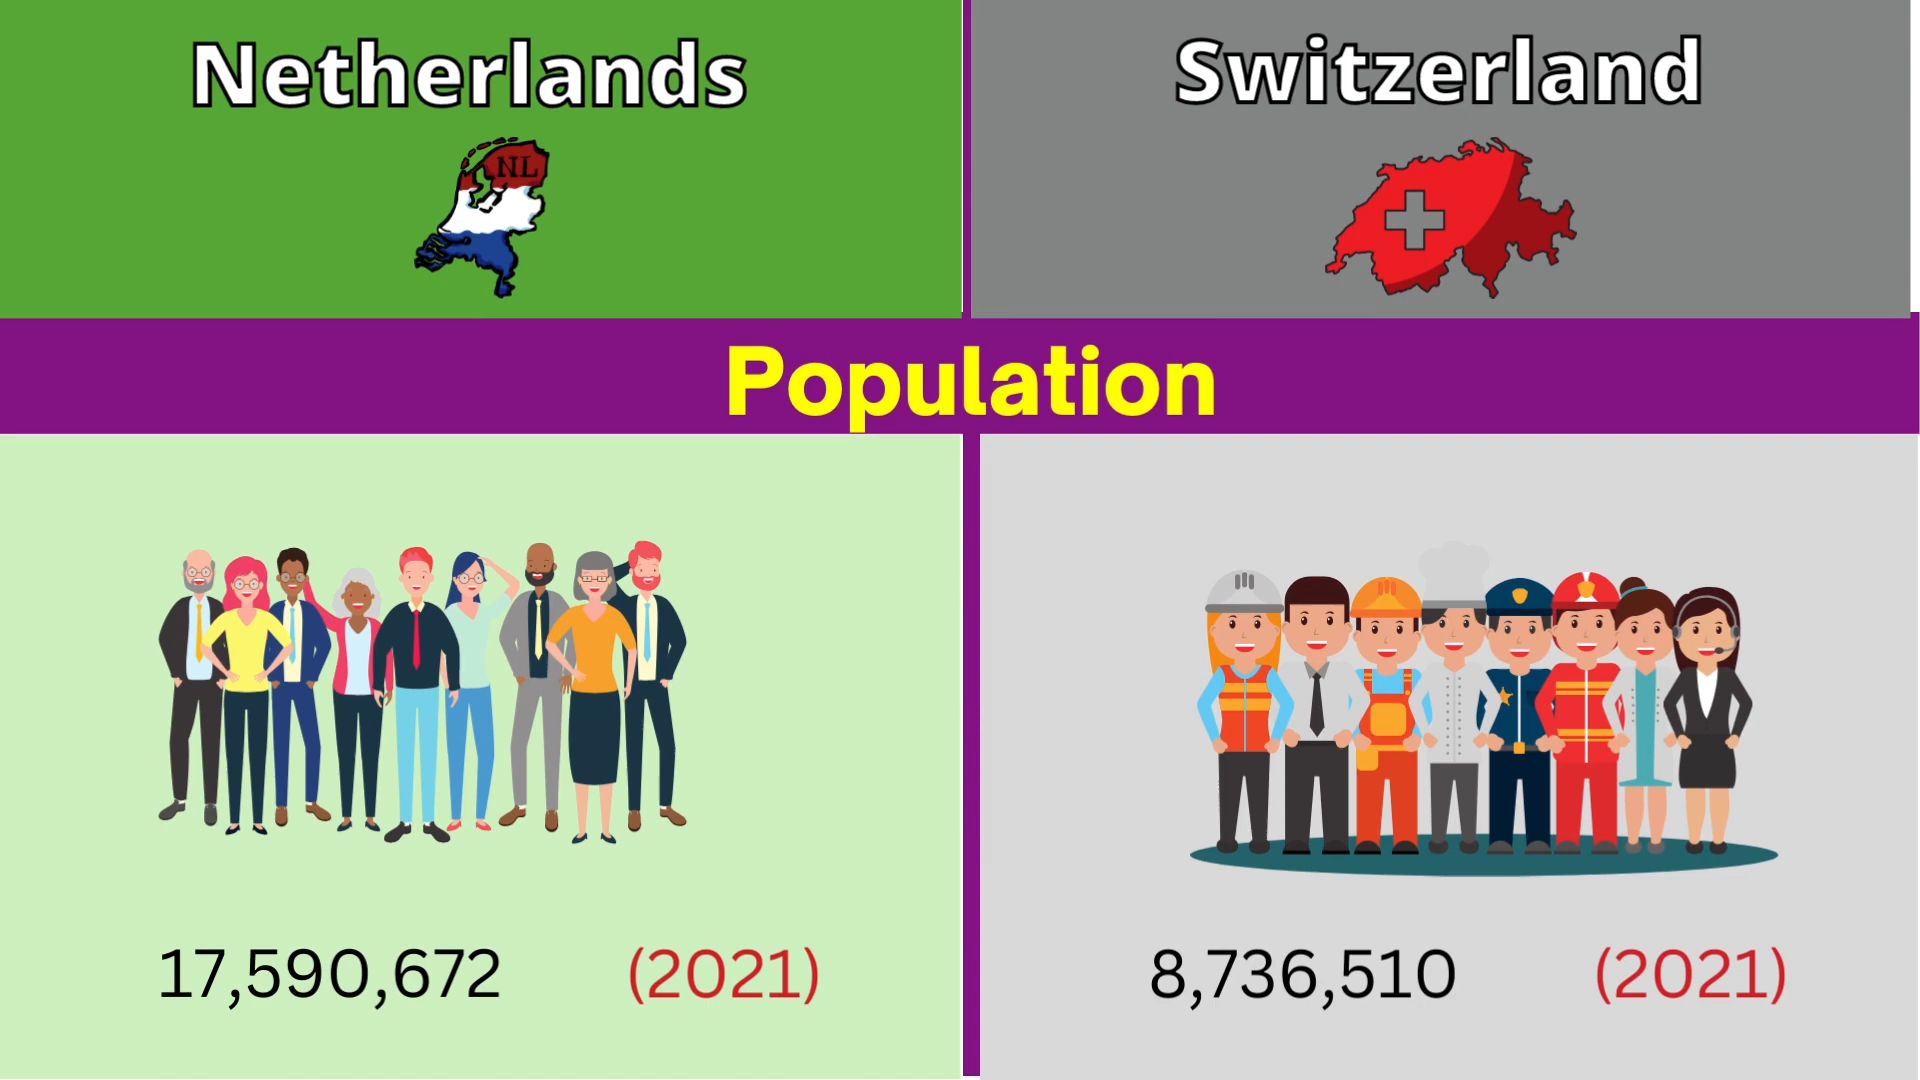 Netherlands
Switzerland
NL
Population
17,590,672 (2021)
8,736,510 (2021)